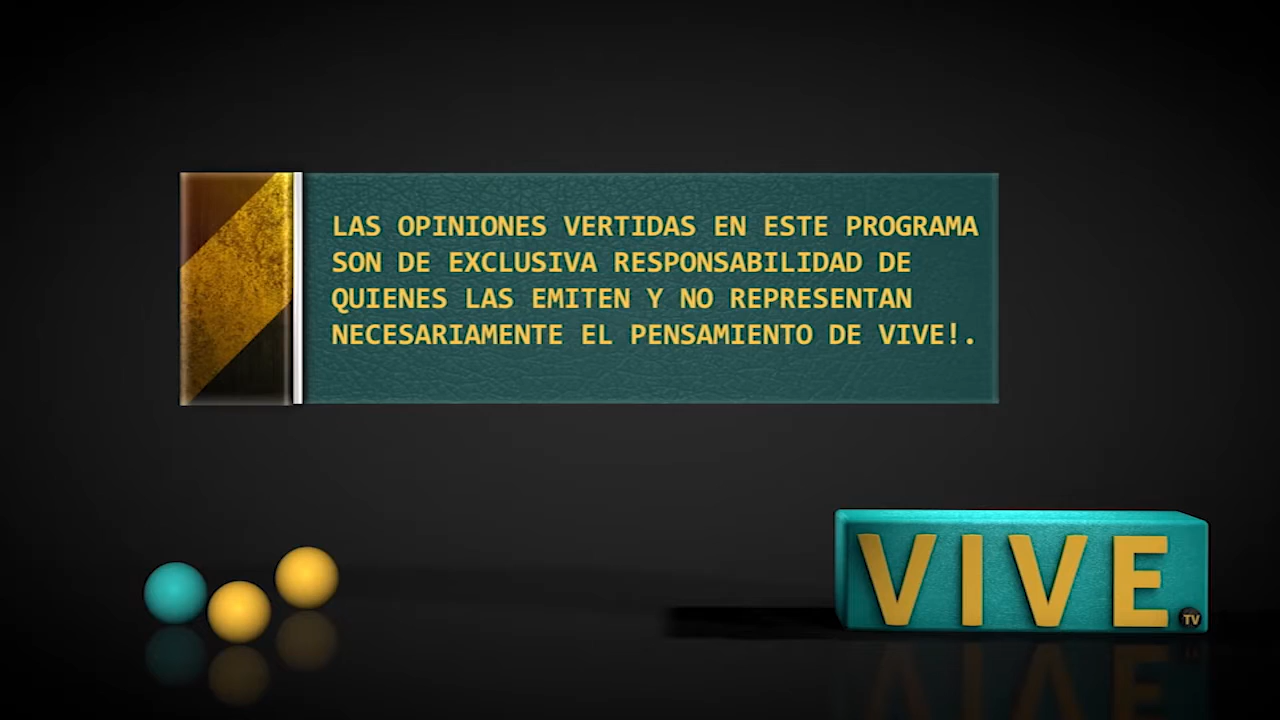 LAS OPINIONES VERTIDAS EN ESTE PROGRAMA
SON DE EXCLUSIVA RESPONSABILIDAD DE
QUIENES LAS EMITEN Y NO REPRESENTAN
NECESARIAMENTE EL PENSAMIENTO DE VIVE!.
VIVE
TV